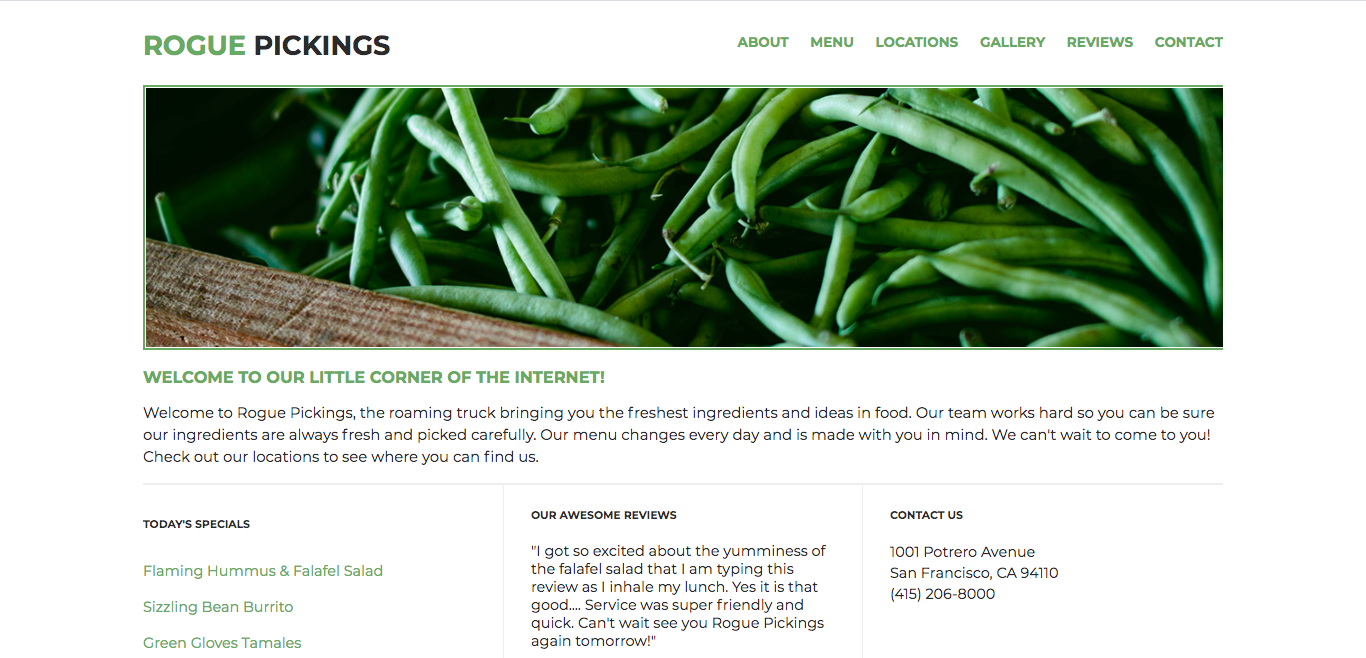 ROGUE PICKINGS
ABOUT MENU LOCATIONS GALLERY REVIEWS CONTACT
WELCOME TO OUR LITTLE CORNER OF THE INTERNET!
Welcome to Rogue Pickings, the roaming truck bringing you the freshest ingredients and ideas in food. Our team works hard so you can be sure
our ingredients are always fresh and picked carefully. Our menu changes every day and is made with you in mind. We can't wait to come to you!
Check out our locations to see where you can find us.
TODAY'S SPECIALS
Flaming Hummus & Falafel Salad
Sizzling Bean Burrito
Green Gloves Tamales
OUR AWESOME REVIEWS
"I got so excited about the yumminess of
the falafel salad that I am typing this
review as I inhale my lunch. Yes it is that
good.... Service was super friendly and
quick. Can't wait see you Rogue Pickings
again tomorrow!"
CONTACT US
1001 Potrero Avenue
San Francisco, CA 94110
(415) 206-8000